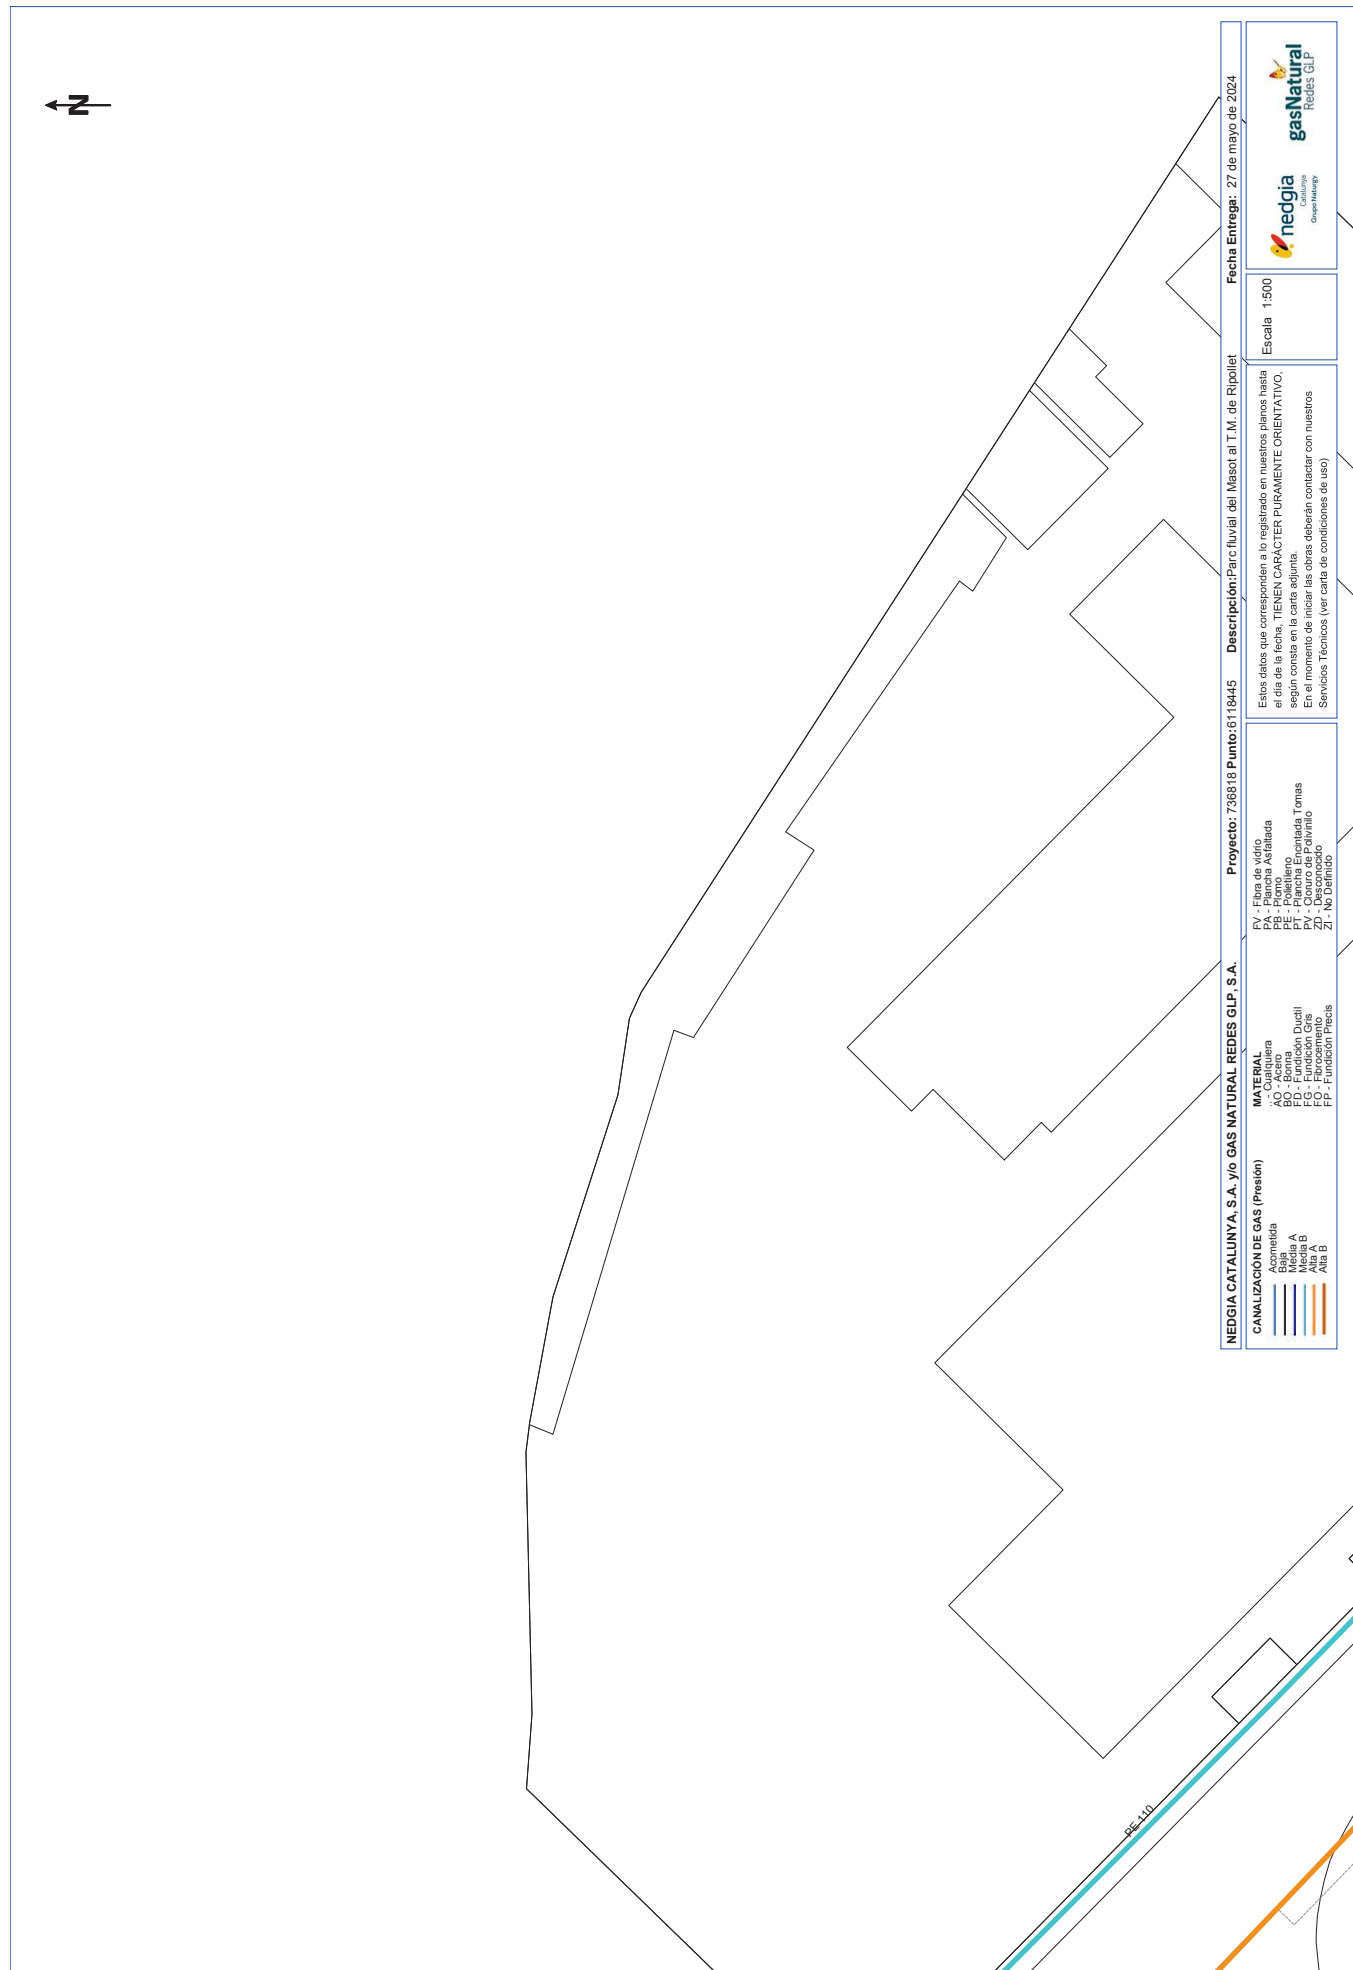 N
NEDGIA CATALUNYA, S.A. y/o GAS NATURAL REDES GLP, S.A.
Proyecto: 736818 Punto:6118445
Descripción:Parc fluvial del Masot al T.M. de Ripollet
Fecha Entrega: 27 de mayo de 2024
CANALIZACIÓN DE GAS (Presión)
Acometida
Baja
Media A
Media B
Alta A
Alta B
MATERIAL
.: - Cualquiera
AO - Acero
BO - Bonna
FD - Fundición Ductil
FG - Fundición Gris
FO - Fibrocemento
FP - Fundición Precis
FV - Fibra de vidrio
PA - Plancha Asfaltada
PB - Plomo
PE - Polietileno
PT - Plancha Encintada Tomas
PV - Cloruro de Polivinilo
ZD - Desconocido
ZI - No Definido
Estos datos que corresponden a lo registrado en nuestros planos hasta
el día de la fecha, TIENEN CARÁCTER PURAMENTE ORIENTATIVO,
según consta en la carta adjunta.
En el momento de iniciar las obras deberán contactar con nuestros
Servicios Técnicos (ver carta de condiciones de uso)
Escala 1:500
nedgia
Catalunya
Grupo Naturgy
gasNatural
Redes GLP
PE 110